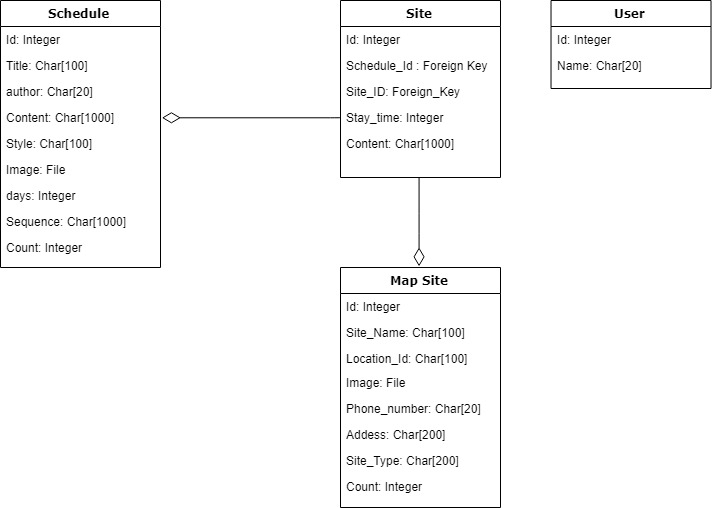 Schedule
Id: Integer
Title: Char[100]
author: Char[20]
Content: Char[1000]
Style: Char[100]
Image: File
days: Integer
Sequence: Char[1000]
Count: Integer
Site
Id: Integer
Schedule_Id : Foreign Key
Site_ID: Foreign_Key
Stay_time: Integer
Content: Char[1000]
User
Id: Integer
Name: Char[20]
Map Site
Id: Integer
Site_Name: Char[100]
Location_Id: Char[100]
Image: File
Phone_number: Char[20]
Addess: Char[200]
Site_Type: Char[200]
Count: Integer